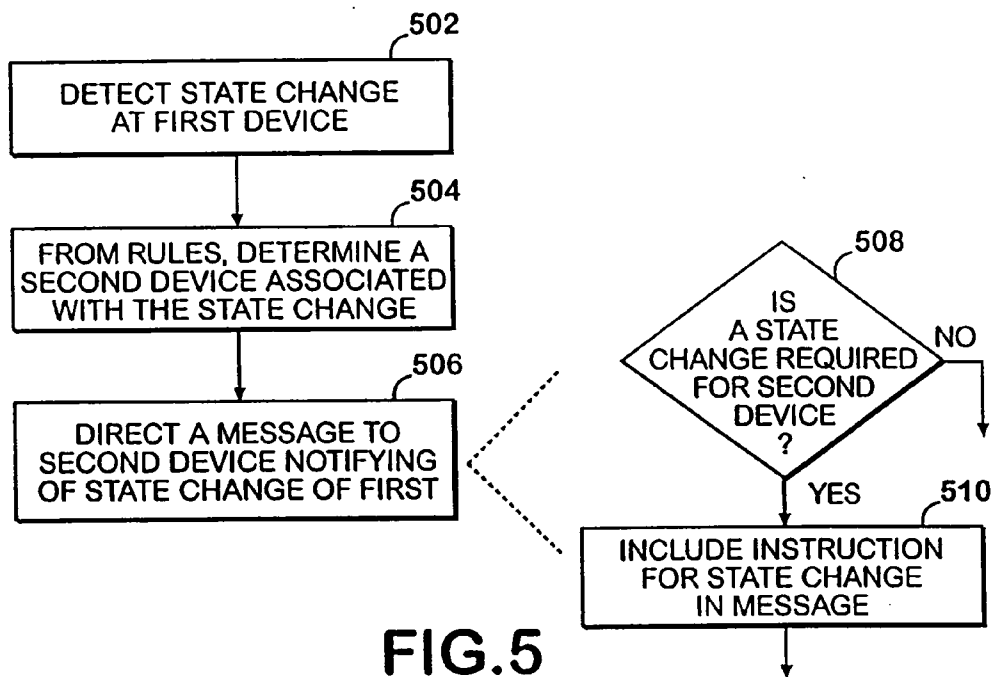 502
DETECT STATE CHANGE
AT FIRST DEVICE
504
FROM RULES, DETERMINE A
SECOND DEVICE ASSOCIATED
WITH THE STATE CHANGE
506
DIRECT A MESSAGE TO
SECOND DEVICE NOTIFYING
OF STATE CHANGE OF FIRST
508
IS
A STATE
CHANGE REQUIRED
FOR SECOND
DEVICE
?
NO
YES
510
INCLUDE INSTRUCTION
FOR STATE CHANGE
IN MESSAGE
FIG.5